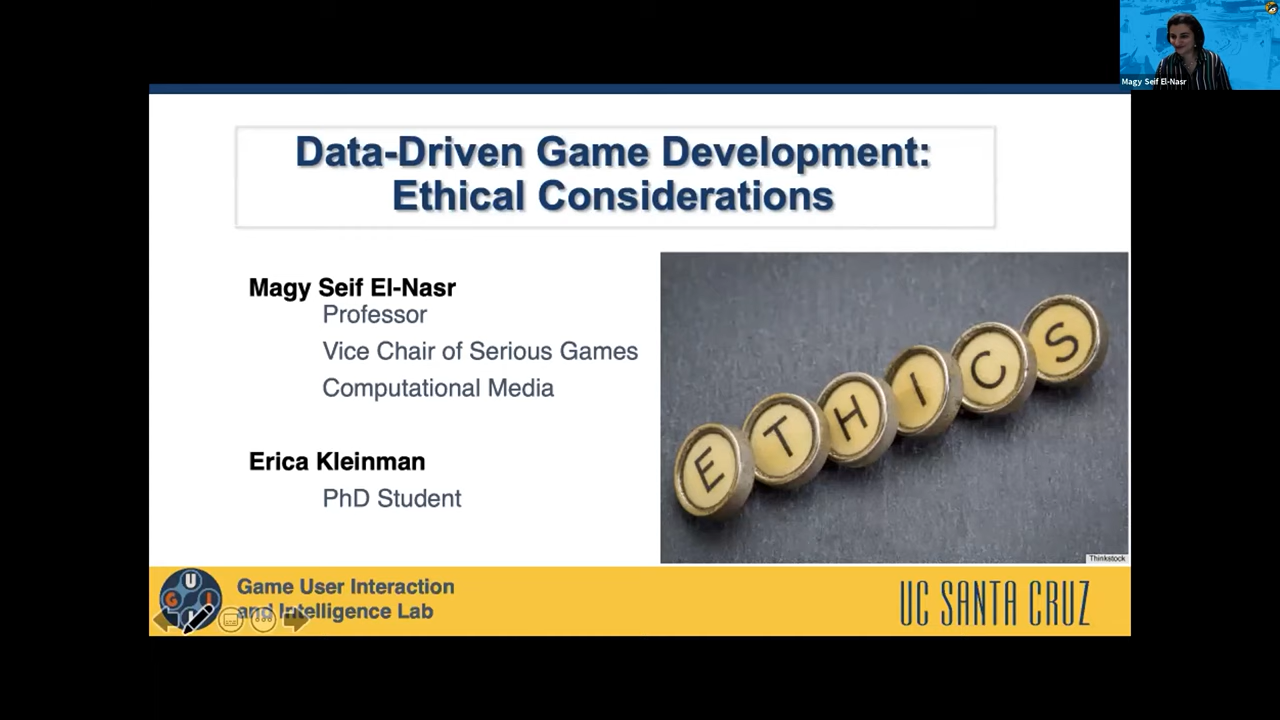 Magy Seif El-Nasr
Data-Driven Game Development:
Ethical Considerations
Magy Seif El-Nasr
Professor
Vice Chair of Serious Games
Computational Media
Erica Kleinman
PhD Student
ETHICS
Thinkstock
U
G I
I
Game User Interaction
and Intelligence Lab
UC SANTA CRUZ